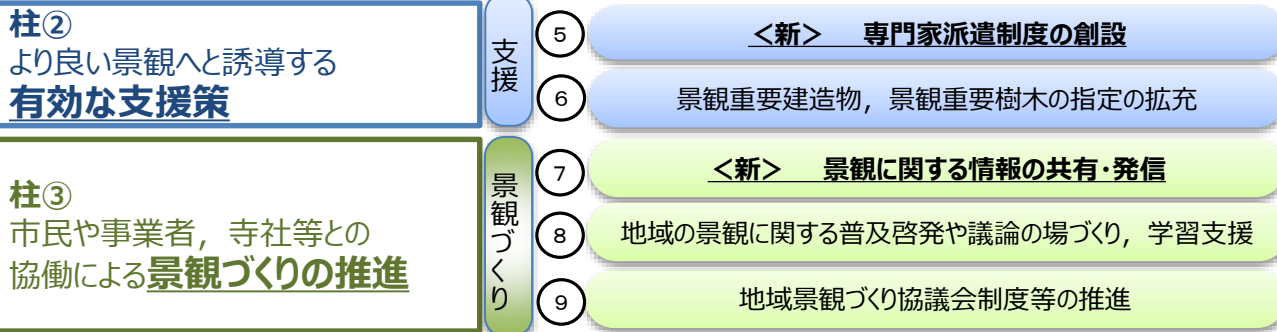 柱②
より良い景観へと誘導する
有効な支援策
支援
5
<新> 専門家派遣制度の創設
6
景観重要建造物，景観重要樹木の指定の拡充
柱③
市民や事業者，寺社等との
協働による景観づくりの推進
景観づくり
7
<新> 景観に関する情報の共有・発信
8
地域の景観に関する普及啓発や議論の場づくり，学習支援
9
地域景観づくり協議会制度等の推進